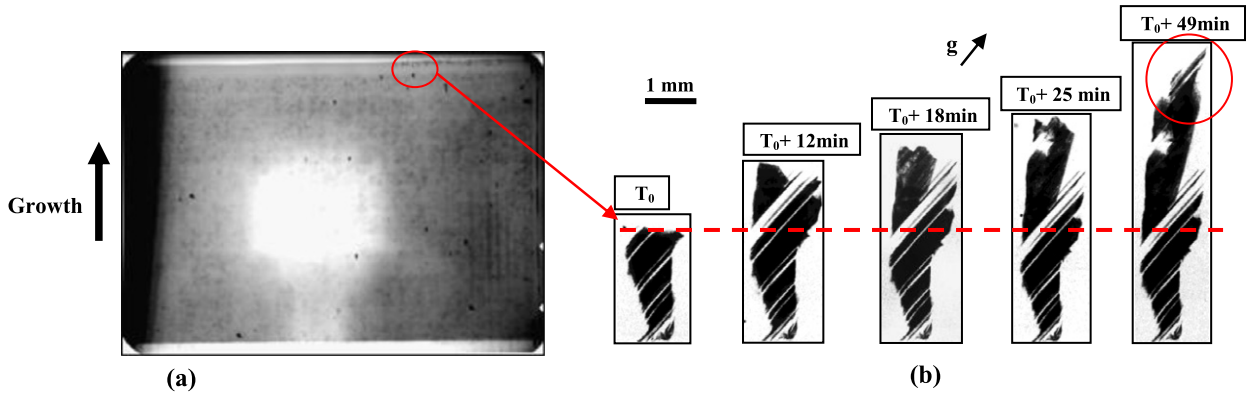 T₀+ 49min
g
1 mm
T₀+ 25 min
T₀+ 18min
T₀+ 12min
T₀
Growth
(a)
(b)